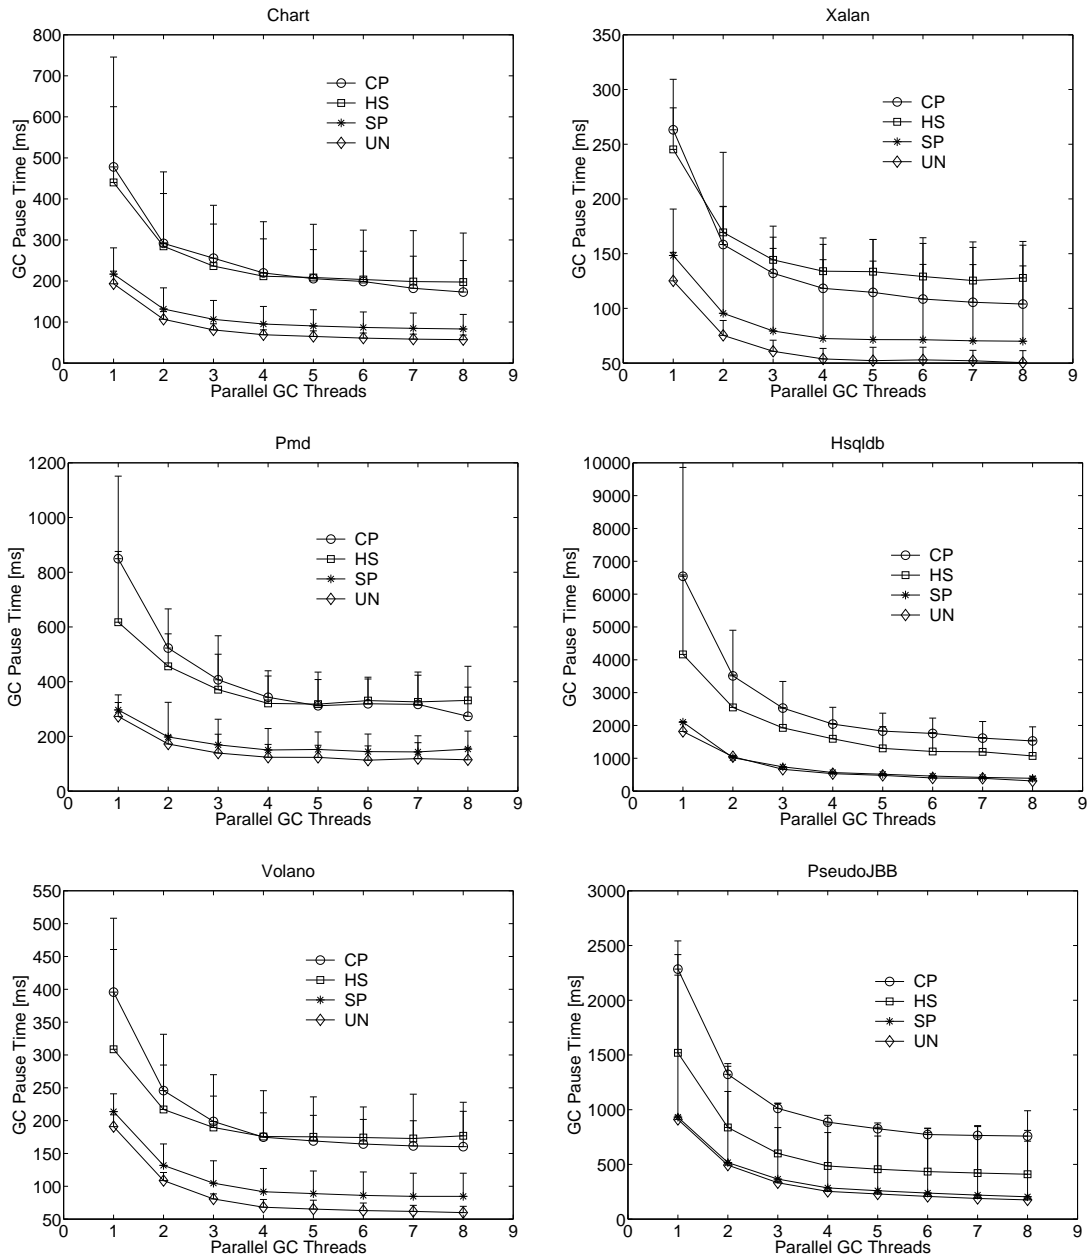 Chart
800
700
600
500
400
300
200
100
0
GC Pause Time [ms]
CP
HS
SP
UN
0 1 2 3 4 5 6 7 8 9
Parallel GC Threads
Xalan
350
300
250
200
150
100
50
GC Pause Time [ms]
CP
HS
SP
UN
0 1 2 3 4 5 6 7 8 9
Parallel GC Threads
Pmd
1200
1000
800
600
400
200
0
GC Pause Time [ms]
CP
HS
SP
UN
0 1 2 3 4 5 6 7 8 9
Parallel GC Threads
Hsqldb
10000
9000
8000
7000
6000
5000
4000
3000
2000
1000
0
GC Pause Time [ms]
CP
HS
SP
UN
0 1 2 3 4 5 6 7 8 9
Parallel GC Threads
Volano
550
500
450
400
350
300
250
200
150
100
50
GC Pause Time [ms]
CP
HS
SP
UN
0 1 2 3 4 5 6 7 8 9
Parallel GC Threads
PseudoJBB
3000
2500
2000
1500
1000
500
0
GC Pause Time [ms]
CP
HS
SP
UN
0 1 2 3 4 5 6 7 8 9
Parallel GC Threads